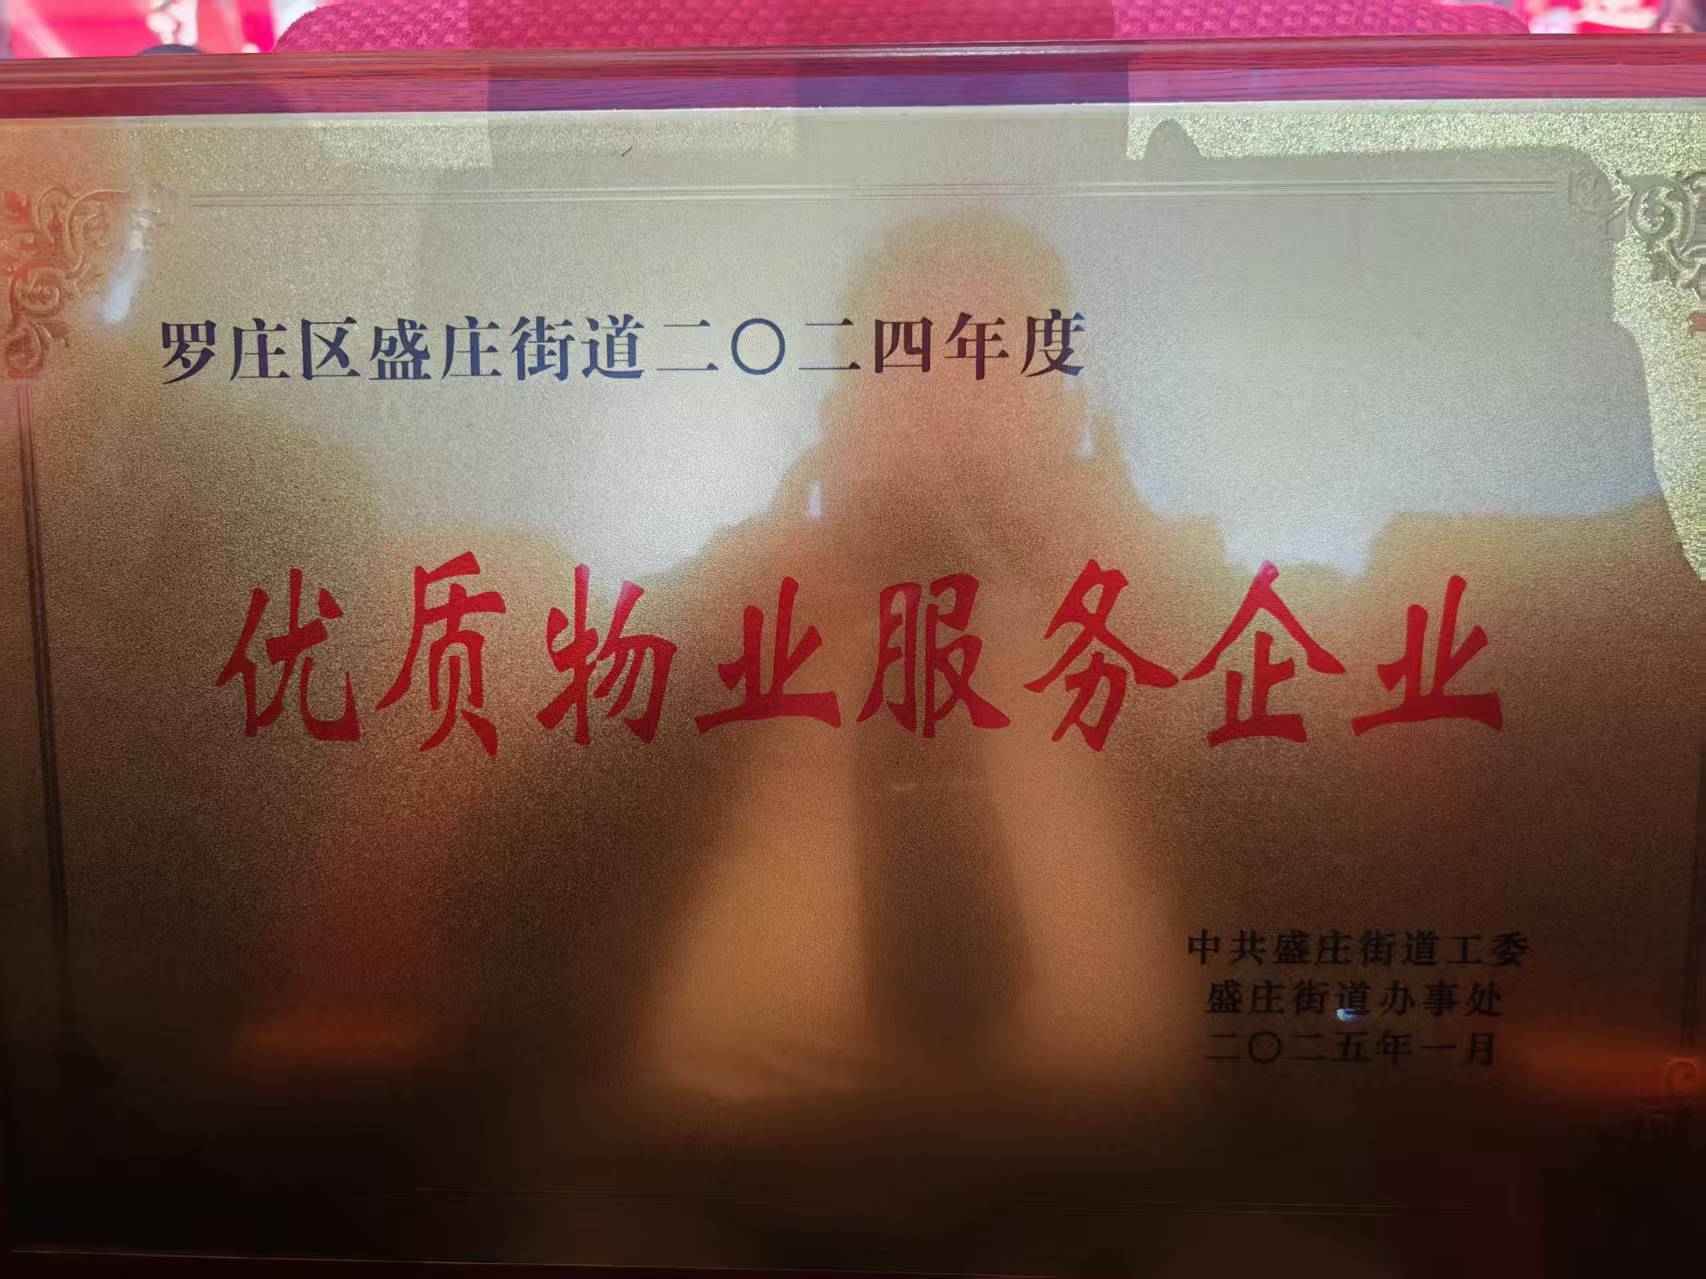 罗庄区盛庄街道二〇二四年度
优质物业服务企业
中共盛庄街道工委
盛庄街道办事处
二〇二五年一月